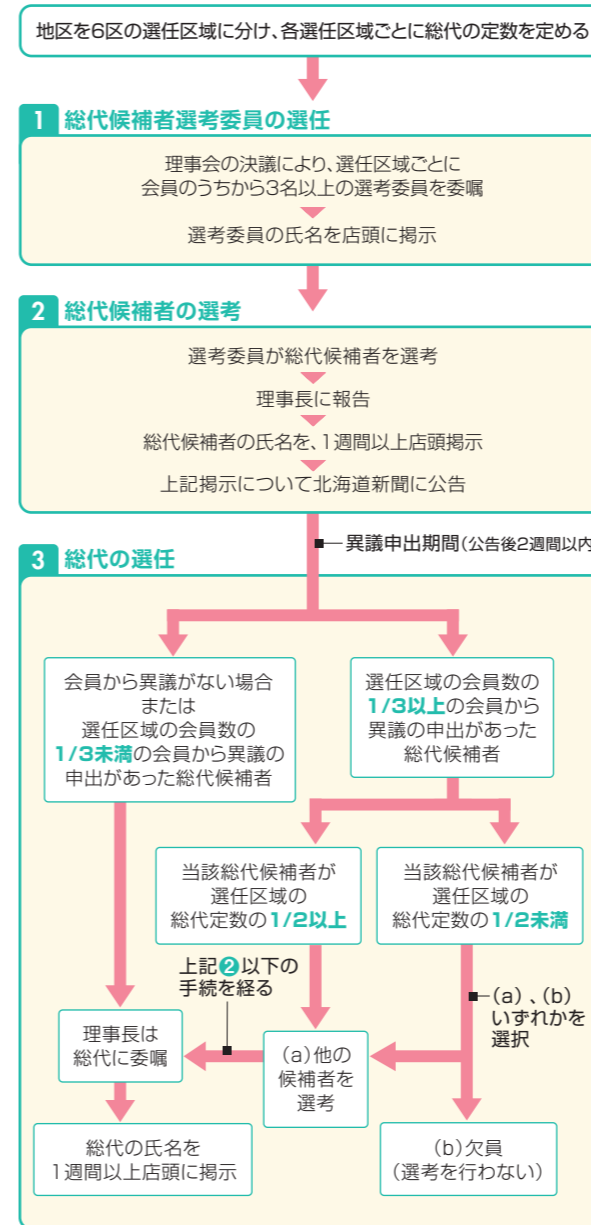 地区を6区の選任区域に分け、各選任区域ごとに総代の定数を定める
1 総代候補者選考委員の選任
理事会の決議により、選任区域ごとに
会員のうちから3名以上の選考委員を委嘱
選考委員の氏名を店頭に掲示
2 総代候補者の選考
選考委員が総代候補者を選考
理事長に報告
総代候補者の氏名を、1週間以上店頭掲示
上記掲示について北海道新聞に公告
異議申出期間(公告後2週間以内
3 総代の選任
会員から異議がない場合
または
選任区域の会員数の
1/3未満の会員から異議の
申出があった総代候補者
選任区域の会員数の
1/3以上の会員から
異議の申出があった
総代候補者
当該総代候補者が
選任区域の
総代定数の1/2以上
当該総代候補者が
選任区域の
総代定数の1/2未満
上記❷以下の
手続を経る
(a)、(b)
いずれかを
選択
理事長は
総代に委嘱
(a)他の
候補者を
選考
総代の氏名を
1週間以上店頭に掲示
(b)欠員
(選考を行わない)